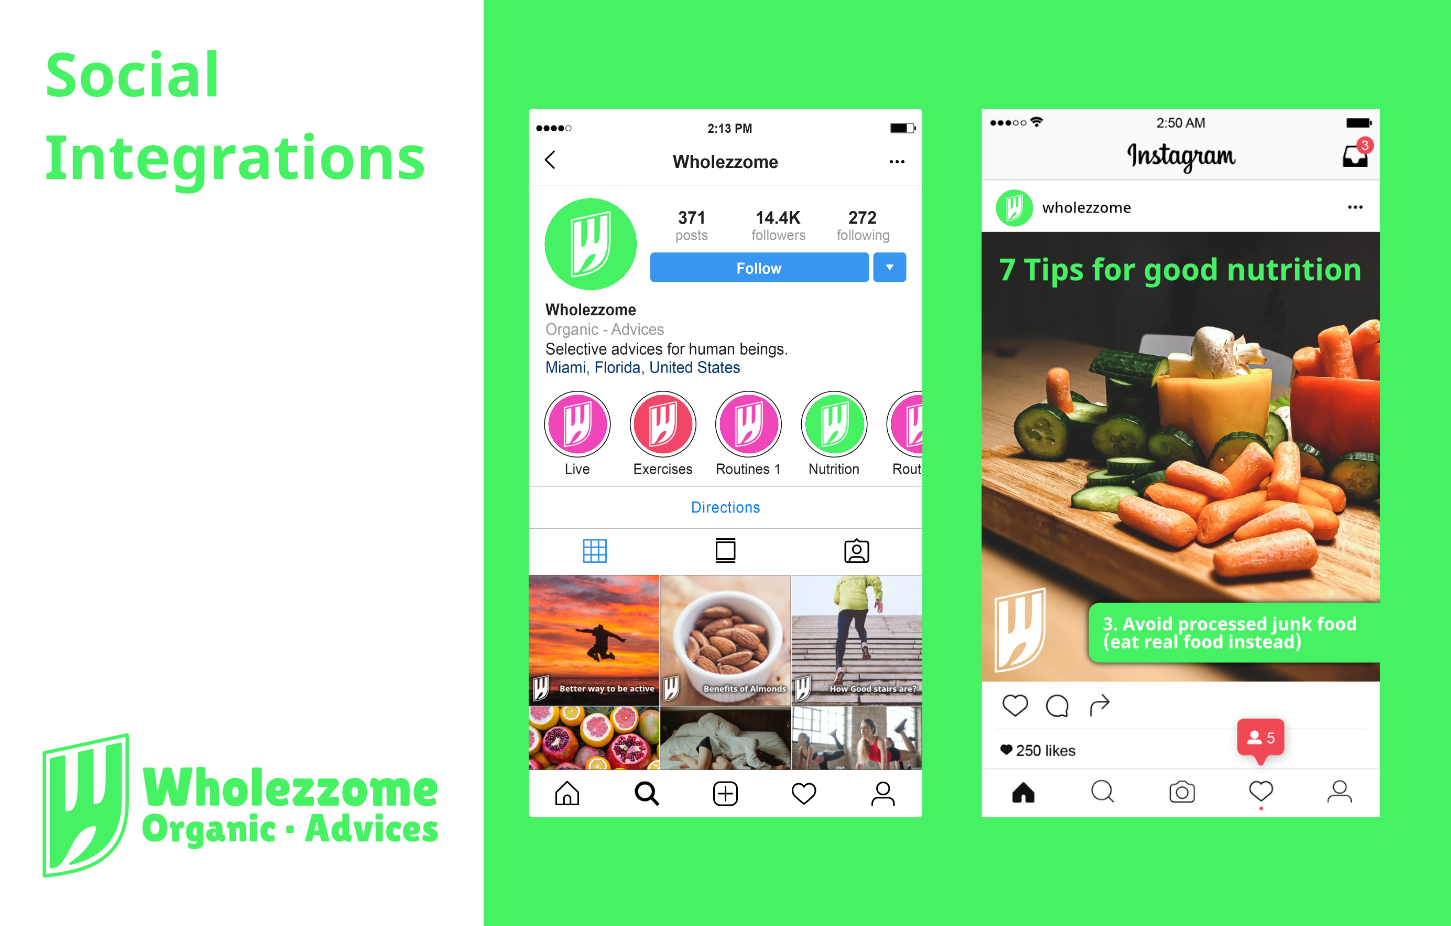 Social
Integrations
Wholezzome
Organic · Advices
2:13 PM
Wholezzome
371
posts
14.4K
followers
272
following
Follow
Wholezzome
Organic - Advices
Selective advices for human beings.
Miami, Florida, United States
Live
Exercises
Routines 1
Nutrition
Rout
Directions
Better way to be active
Benefits of Almonds
How Good stairs are?
2:50 AM
Instagram
3
wholezzome
7 Tips for good nutrition
3. Avoid processed junk food
(eat real food instead)
250 likes
5